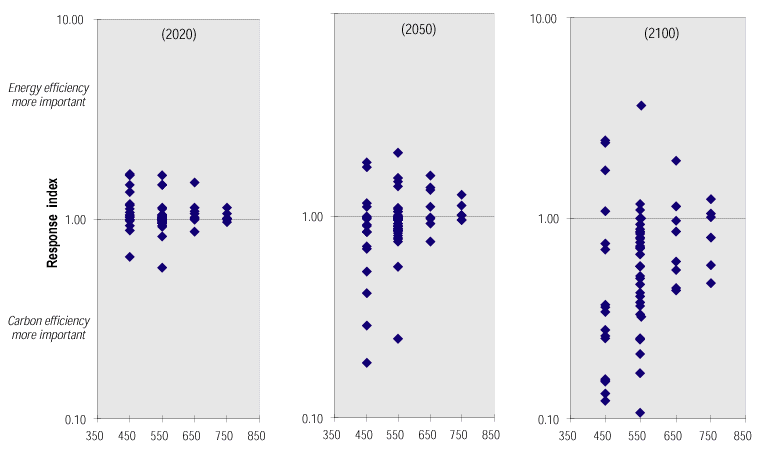 (2020)
(2050)
(2100)
10.00
10.00
Energy efficiency
more important
Response index
1.00
1.00
1.00
Carbon efficiency
more important
0.10
0.10
0.10
350 450 550 650 750 850
350 450 550 650 750 850
350 450 550 650 750 850